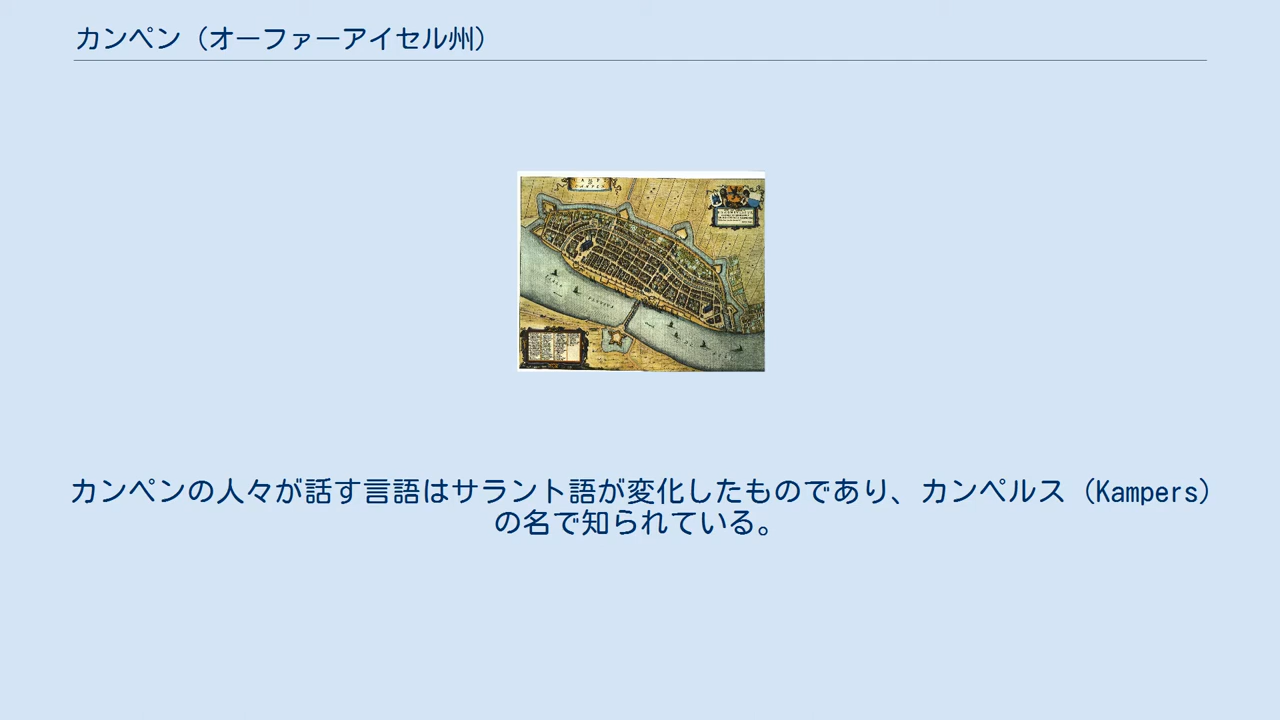 カンペン（オーファーアイセル州）
カンペンの人々が話す言語はサラント語が変化したものであり、カンペルス（Kampers）
の名で知られている。